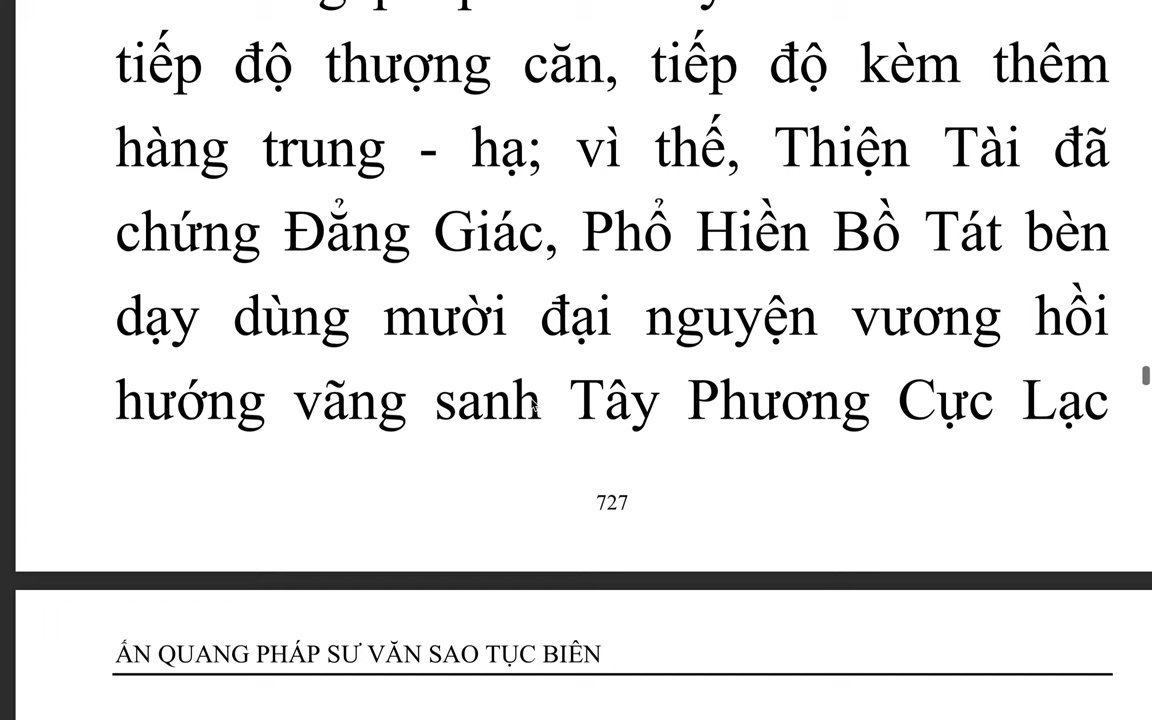 tiếp độ thượng căn, tiếp độ kèm thêm
hàng trung - hạ; vì thế, Thiện Tài đã
chứng Đẳng Giác, Phổ Hiền Bồ Tát bèn
dạy dùng mười đại nguyện vương hồi
hướng vãng sanh Tây Phương Cực Lạc
727
ẤN QUANG PHÁP SƯ VĂN SAO TỤC BIÊN